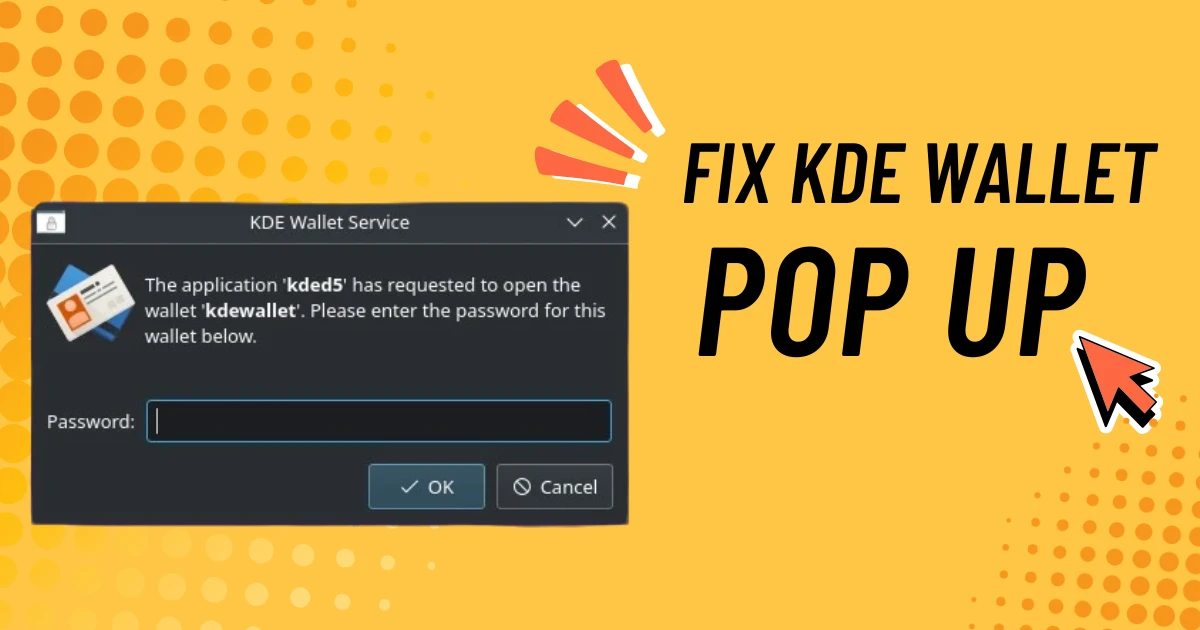 FIX KDE WALLET
POP UP
KDE Wallet Service
The application 'kded5' has requested to open the
wallet 'kdewallet'. Please enter the password for this
wallet below.
Password:
OK
Cancel